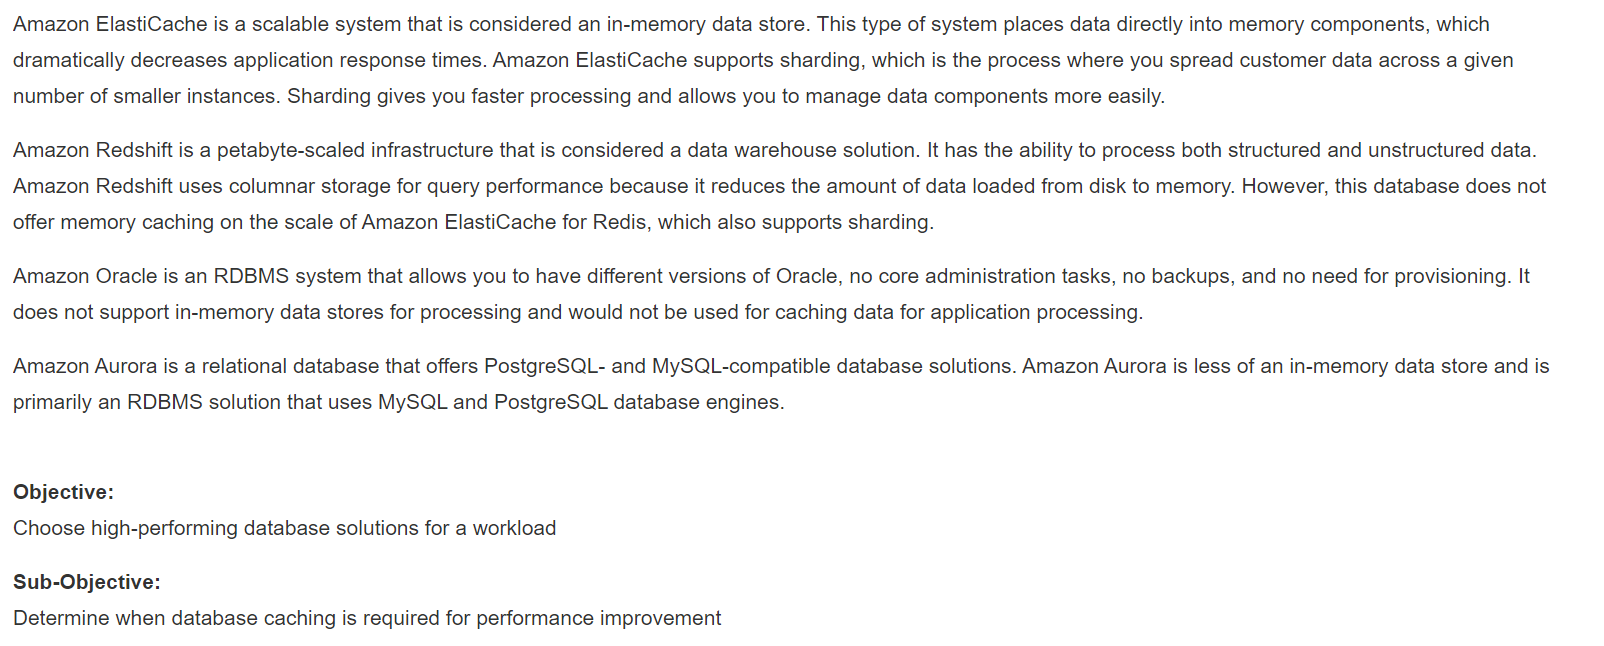 Amazon ElastiCache is a scalable system that is considered an in-memory data store. This type of system places data directly into memory components, which
dramatically decreases application response times. Amazon ElastiCache supports sharding, which is the process where you spread customer data across a given
number of smaller instances. Sharding gives you faster processing and allows you to manage data components more easily.
Amazon Redshift is a petabyte-scaled infrastructure that is considered a data warehouse solution. It has the ability to process both structured and unstructured data.
Amazon Redshift uses columnar storage for query performance because it reduces the amount of data loaded from disk to memory. However, this database does not
offer memory caching on the scale of Amazon ElastiCache for Redis, which also supports sharding.
Amazon Oracle is an RDBMS system that allows you to have different versions of Oracle, no core administration tasks, no backups, and no need for provisioning. It
does not support in-memory data stores for processing and would not be used for caching data for application processing.
Amazon Aurora is a relational database that offers PostgreSQL- and MySQL-compatible database solutions. Amazon Aurora is less of an in-memory data store and is
primarily an RDBMS solution that uses MySQL and PostgreSQL database engines.
Objective:
Choose high-performing database solutions for a workload
Sub-Objective:
Determine when database caching is required for performance improvement